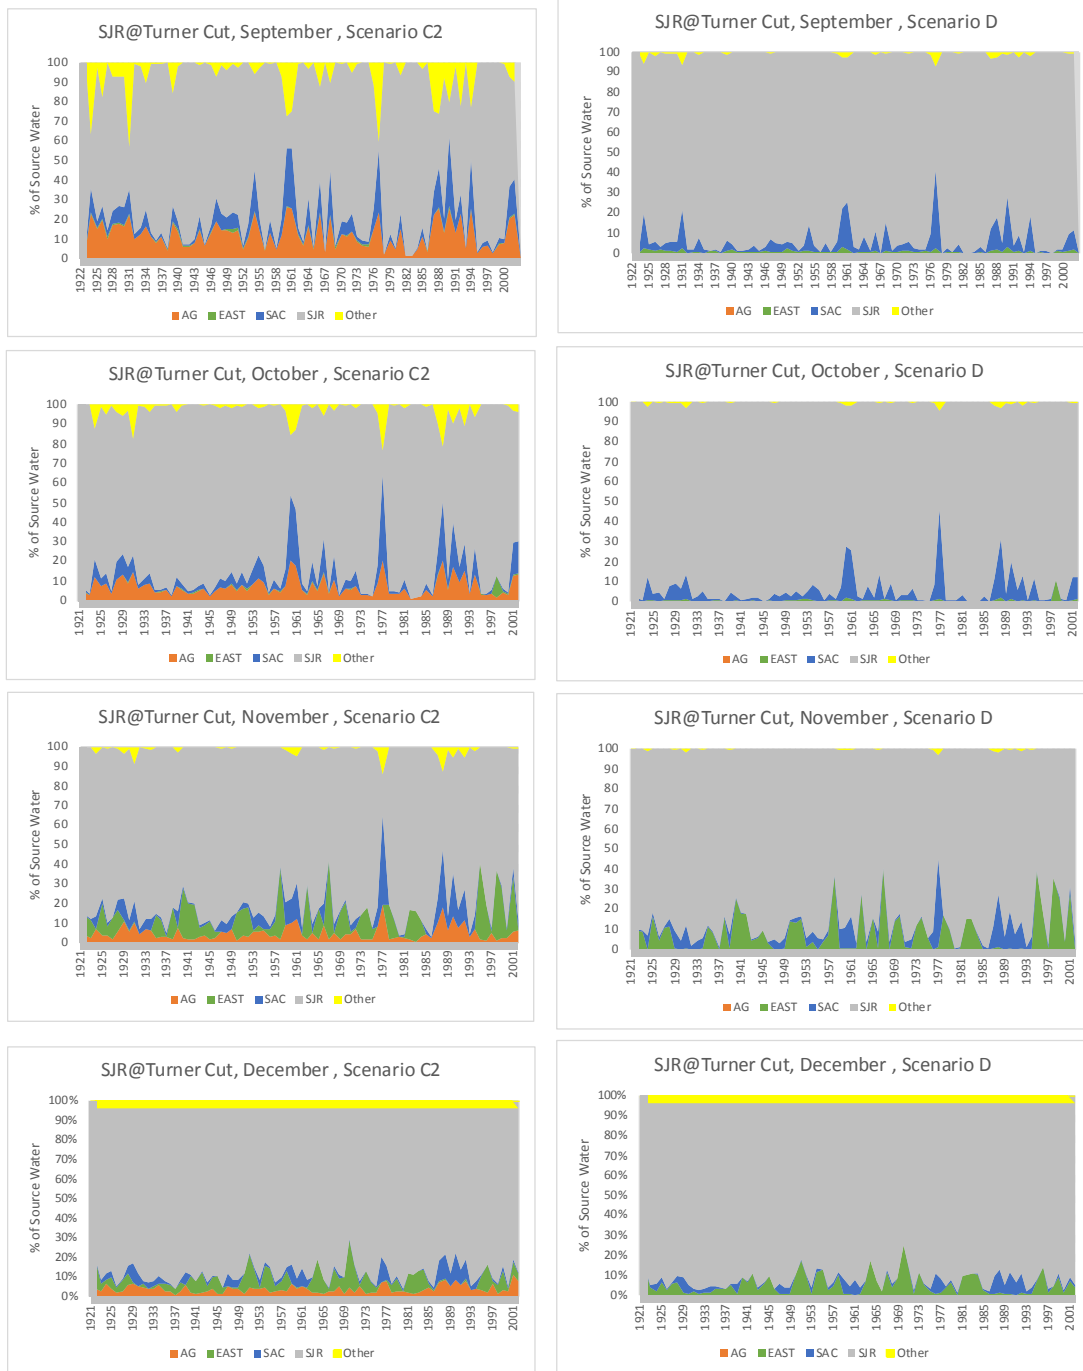 SJR@Turner Cut, September , Scenario C2
% of Source Water
100
90
80
70
60
50
40
30
20
10
0
1922 1925 1928 1931 1934 1937 1940 1943 1946 1949 1952 1955 1958 1961 1964 1967 1970 1973 1976 1979 1982 1985 1988 1991 1994 1997 2000
AG EAST SAC SJR Other
SJR@Turner Cut, September , Scenario D
% of Source Water
100
90
80
70
60
50
40
30
20
10
0
1922 1925 1928 1931 1934 1937 1940 1943 1946 1949 1952 1955 1958 1961 1964 1967 1970 1973 1976 1979 1982 1985 1988 1991 1994 1997 2000
AG EAST SAC SJR Other
SJR@Turner Cut, October , Scenario C2
% of Source Water
100
90
80
70
60
50
40
30
20
10
0
1921 1925 1929 1933 1937 1941 1945 1949 1953 1957 1961 1965 1969 1973 1977 1981 1985 1989 1993 1997 2001
AG EAST SAC SJR Other
SJR@Turner Cut, October , Scenario D
% of Source Water
100
90
80
70
60
50
40
30
20
10
0
1921 1925 1929 1933 1937 1941 1945 1949 1953 1957 1961 1965 1969 1973 1977 1981 1985 1989 1993 1997 2001
AG EAST SAC SJR Other
SJR@Turner Cut, November , Scenario C2
% of Source Water
100
90
80
70
60
50
40
30
20
10
0
1921 1925 1929 1933 1937 1941 1945 1949 1953 1957 1961 1965 1969 1973 1977 1981 1985 1989 1993 1997 2001
AG EAST SAC SJR Other
SJR@Turner Cut, November , Scenario D
% of Source Water
100
90
80
70
60
50
40
30
20
10
0
1921 1925 1929 1933 1937 1941 1945 1949 1953 1957 1961 1965 1969 1973 1977 1981 1985 1989 1993 1997 2001
AG EAST SAC SJR Other
SJR@Turner Cut, December , Scenario C2
% of Source Water
100%
90%
80%
70%
60%
50%
40%
30%
20%
10%
0%
1921 1925 1929 1933 1937 1941 1945 1949 1953 1957 1961 1965 1969 1973 1977 1981 1985 1989 1993 1997 2001
AG EAST SAC SJR Other
SJR@Turner Cut, December , Scenario D
% of Source Water
100%
90%
80%
70%
60%
50%
40%
30%
20%
10%
0%
1921 1925 1929 1933 1937 1941 1945 1949 1953 1957 1961 1965 1969 1973 1977 1981 1985 1989 1993 1997 2001
AG EAST SAC SJR Other